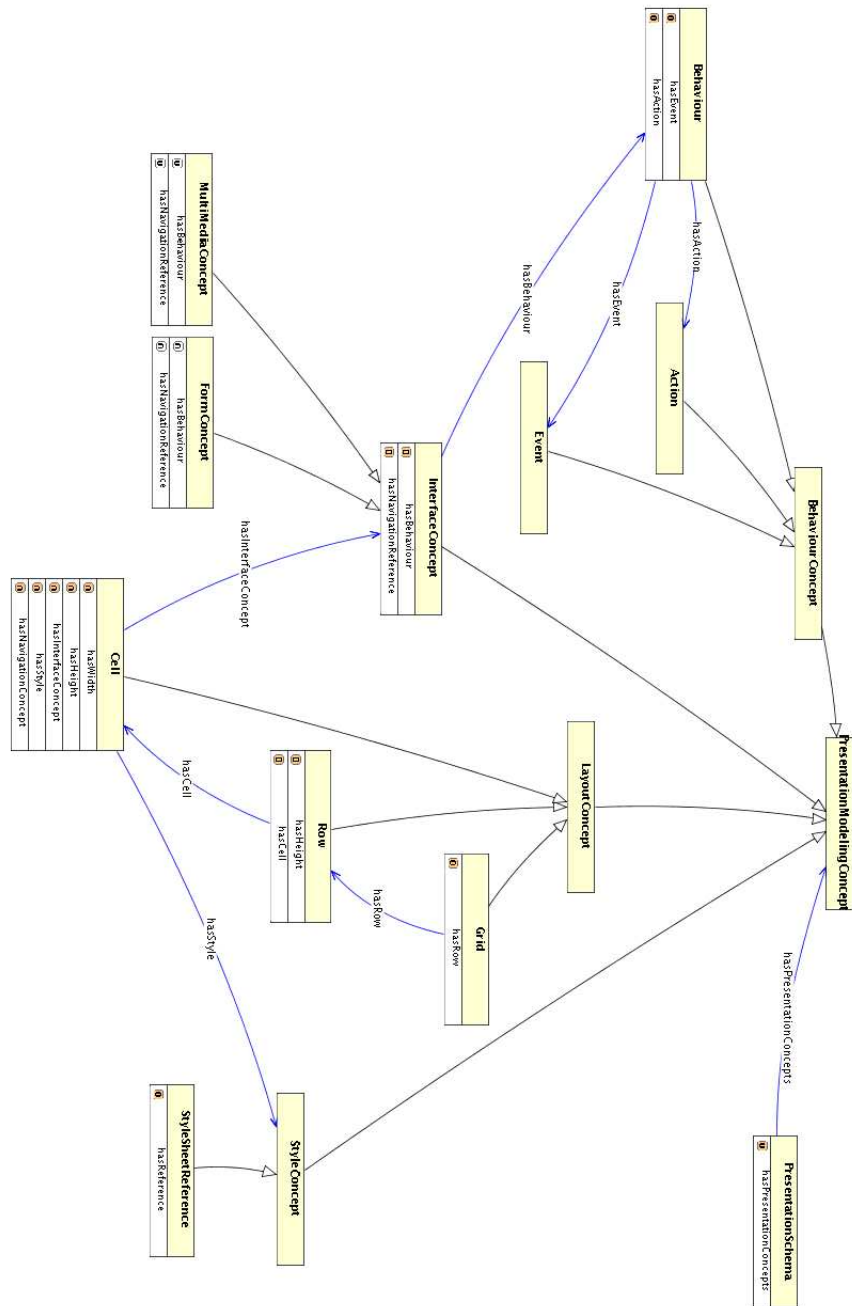 PresentationModelingConcept
PresentationSchema
hasPresentationConcepts
hasPresentationConcepts
BehaviourConcept
Behaviour
hasEvent
hasAction
hasAction
hasEvent
Action
Event
hasBehaviour
LayoutConcept
Grid
hasRow
hasRow
InterfaceConcept
hasBehaviour
hasNavigationReference
Row
hasHeight
hasCell
hasCell
StyleConcept
hasStyle
hasInterfaceConcept
MultiMediaConcept
hasBehaviour
hasNavigationReference
FormConcept
hasBehaviour
hasNavigationReference
StyleSheetReference
hasReference
Cell
hasWidth
hasHeight
hasInterfaceConcept
hasStyle
hasNavigationConcept